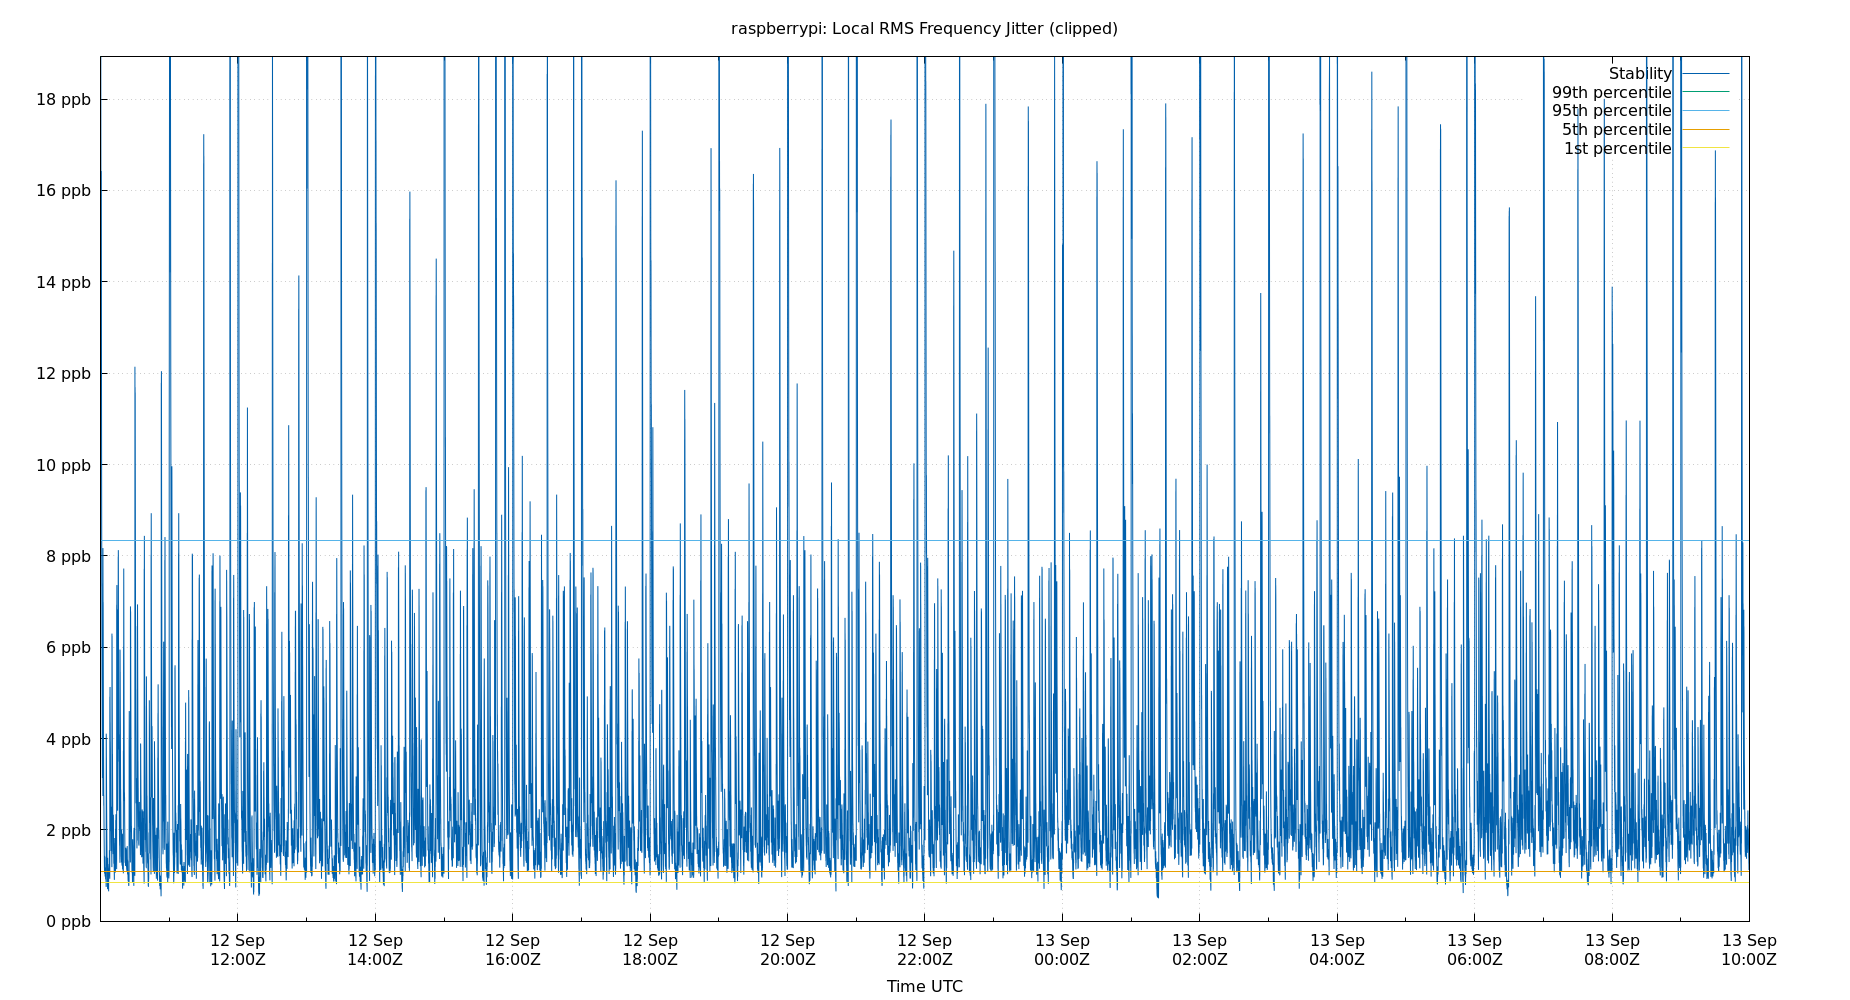 raspberrypi: Local RMS Frequency Jitter (clipped)
Stability
99th percentile
95th percentile
5th percentile
1st percentile
18 ppb
16 ppb
14 ppb
12 ppb
10 ppb
8 ppb
6 ppb
4 ppb
2 ppb
0 ppb
12 Sep 12 Sep 12 Sep 12 Sep 12 Sep 12 Sep 13 Sep 13 Sep 13 Sep 13 Sep 13 Sep 13 Sep
12:00Z 14:00Z 16:00Z 18:00Z 20:00Z 22:00Z 00:00Z 02:00Z 04:00Z 06:00Z 08:00Z 10:00Z
Time UTC